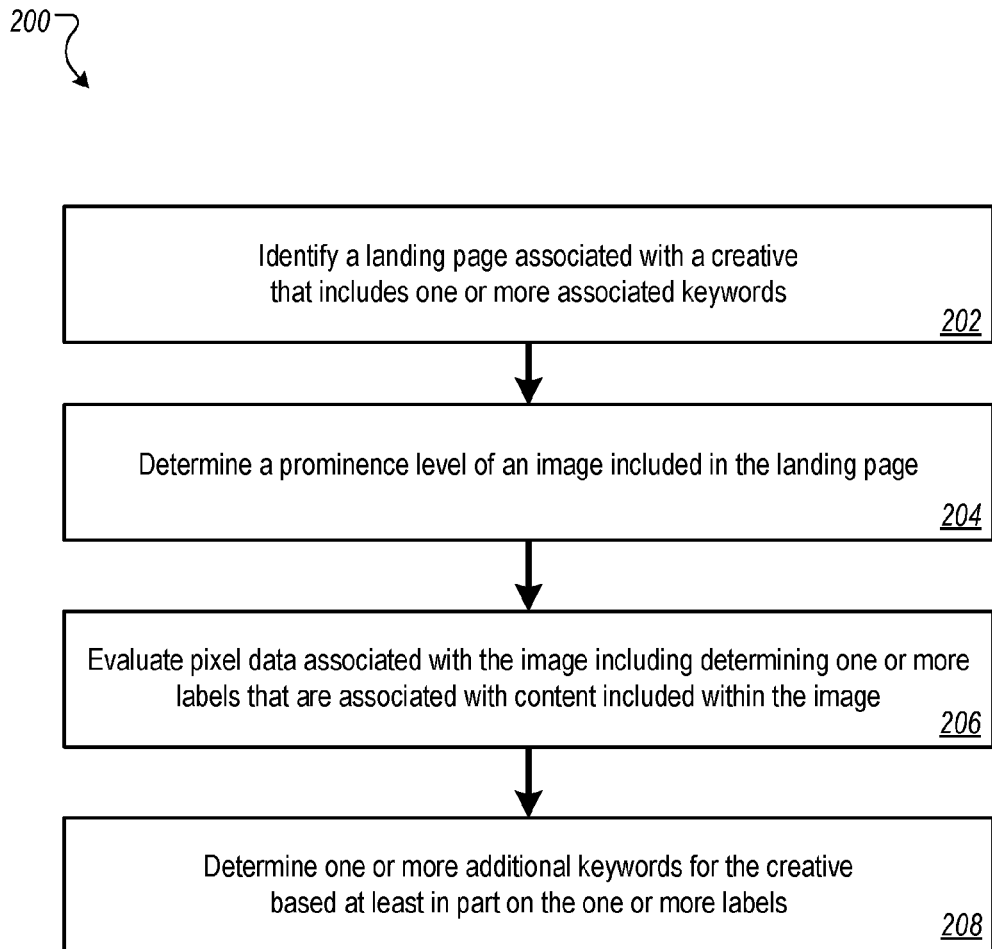 200
Identify a landing page associated with a creative
that includes one or more associated keywords
202
Determine a prominence level of an image included in the landing page
204
Evaluate pixel data associated with the image including determining one or more
labels that are associated with content included within the image
206
Determine one or more additional keywords for the creative
based at least in part on the one or more labels
208